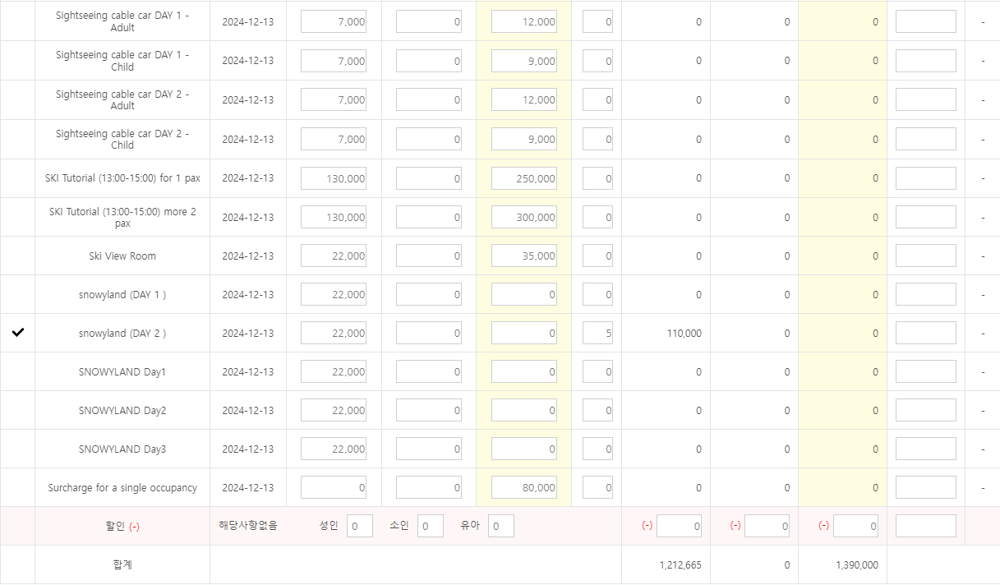 Sightseeing cable car DAY 1 -
Adult 2024-12-13 7,000 0 12,000 0 0 0 0 -
Sightseeing cable car DAY 1 -
Child 2024-12-13 7,000 0 9,000 0 0 0 0 -
Sightseeing cable car DAY 2 -
Adult 2024-12-13 7,000 0 12,000 0 0 0 0 -
Sightseeing cable car DAY 2 -
Child 2024-12-13 7,000 0 9,000 0 0 0 0 -
SKI Tutorial (13:00-15:00) for 1 pax 2024-12-13 130,000 0 250,000 0 0 0 0 -
SKI Tutorial (13:00-15:00) more 2
pax 2024-12-13 130,000 0 300,000 0 0 0 0 -
Ski View Room 2024-12-13 22,000 0 35,000 0 0 0 0 -
snowyland (DAY 1 ) 2024-12-13 22,000 0 0 0 0 0 0 -
snowyland (DAY 2 ) 2024-12-13 22,000 0 0 5 110,000 0 0 -
SNOWYLAND Day1 2024-12-13 22,000 0 0 0 0 0 0 -
SNOWYLAND Day2 2024-12-13 22,000 0 0 0 0 0 0 -
SNOWYLAND Day3 2024-12-13 22,000 0 0 0 0 0 0 -
Surcharge for a single occupancy 2024-12-13 0 0 80,000 0 0 0 0 -
할인 (-) 해당사항없음 성인 0 소인 0 유아 0 (-) 0 (-) 0 (-) 0
합계 1,212,665 0 1,390,000